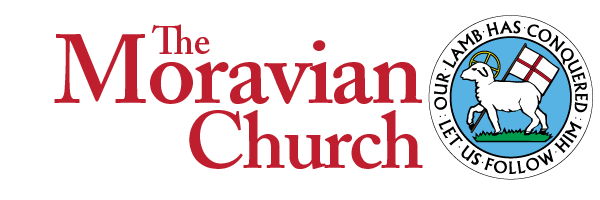 The
Moravian
Church
OUR · LAMB · HAS · CONQUERED ·
LET · US · FOLLOW · HIM ·